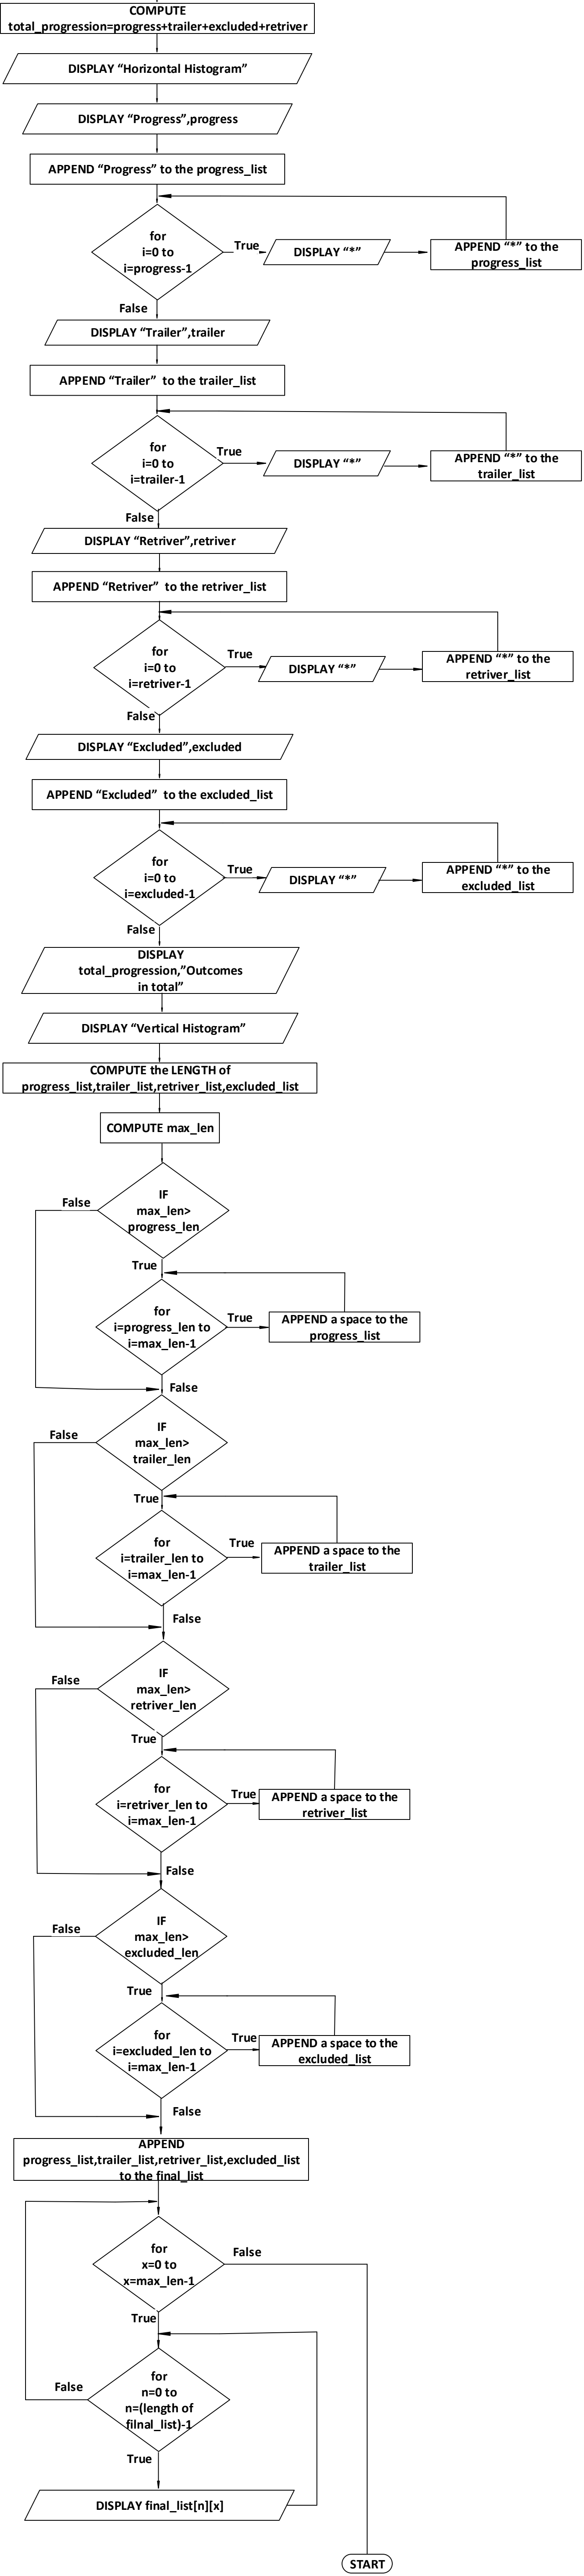 COMPUTE
total_progression=progress+trailer+excluded+retriver
DISPLAY “Horizontal Histogram”
DISPLAY “Progress”,progress
APPEND “Progress” to the progress_list
for
i=0 to
i=progress-1
True
DISPLAY “*”
APPEND “*” to the
progress_list
False
DISPLAY “Trailer”,trailer
APPEND “Trailer” to the trailer_list
for
i=0 to
i=trailer-1
True
DISPLAY “*”
APPEND “*” to the
trailer_list
False
DISPLAY “Retriver”,retriver
APPEND “Retriver” to the retriver_list
for
i=0 to
i=retriver-1
True
DISPLAY “*”
APPEND “*” to the
retriver_list
False
DISPLAY “Excluded”,excluded
APPEND “Excluded” to the excluded_list
for
i=0 to
i=excluded-1
True
DISPLAY “*”
APPEND “*” to the
excluded_list
False
DISPLAY
total_progression,”Outcomes
in total”
DISPLAY “Vertical Histogram”
COMPUTE the LENGTH of
progress_list,trailer_list,retriver_list,excluded_list
COMPUTE max_len
IF
max_len>
progress_len
False
True
for
i=progress_len to
i=max_len-1
True
APPEND a space to the
progress_list
False
IF
max_len>
trailer_len
False
True
for
i=trailer_len to
i=max_len-1
True
APPEND a space to the
trailer_list
False
IF
max_len>
retriver_len
False
True
for
i=retriver_len to
i=max_len-1
True
APPEND a space to the
retriver_list
False
IF
max_len>
excluded_len
False
True
for
i=excluded_len to
i=max_len-1
True
APPEND a space to the
excluded_list
False
APPEND
progress_list,trailer_list,retriver_list,excluded_list
to the final_list
for
x=0 to
x=max_len-1
False
True
for
n=0 to
n=(length of
filnal_list)-1
False
True
DISPLAY final_list[n][x]
START